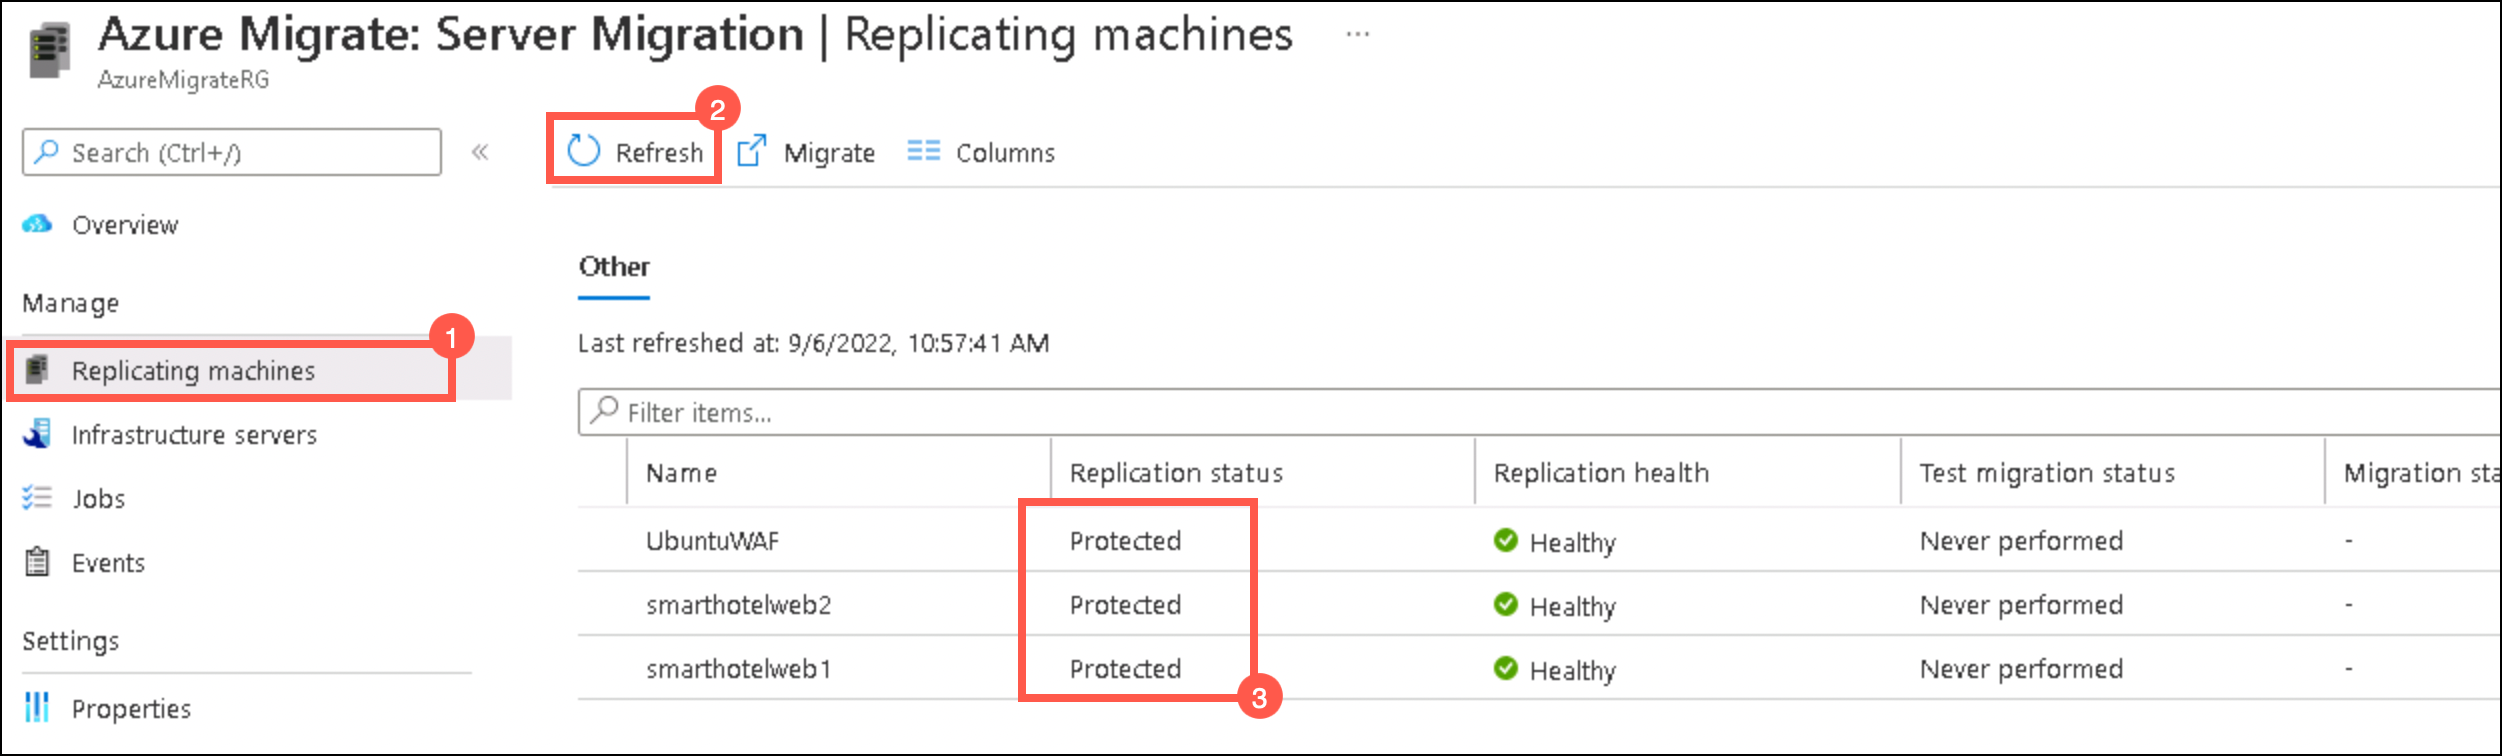 Azure Migrate: Server Migration | Replicating machines ...
AzureMigrateRG
Search (Ctrl+/) «
2
Refresh Migrate Columns
Overview
Other
Manage
Last refreshed at: 9/6/2022, 10:57:41 AM
1
Replicating machines
Filter items...
Infrastructure servers
Name Replication status Replication health Test migration status Migration sta
Jobs
UbuntuWAF Protected Healthy Never performed -
Events
smarthotelweb2 Protected Healthy Never performed -
Settings
smarthotelweb1 Protected Healthy Never performed -
3
Properties